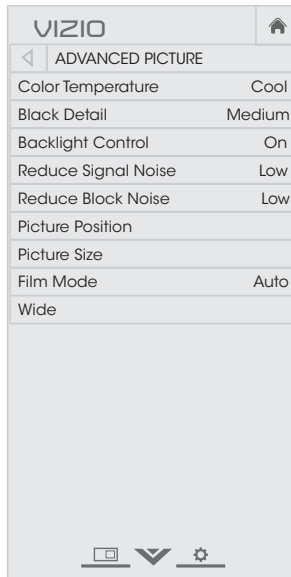 VIZIO
ADVANCED PICTURE
Color Temperature Cool
Black Detail Medium
Backlight Control On
Reduce Signal Noise Low
Reduce Block Noise Low
Picture Position
Picture Size
Film Mode Auto
Wide